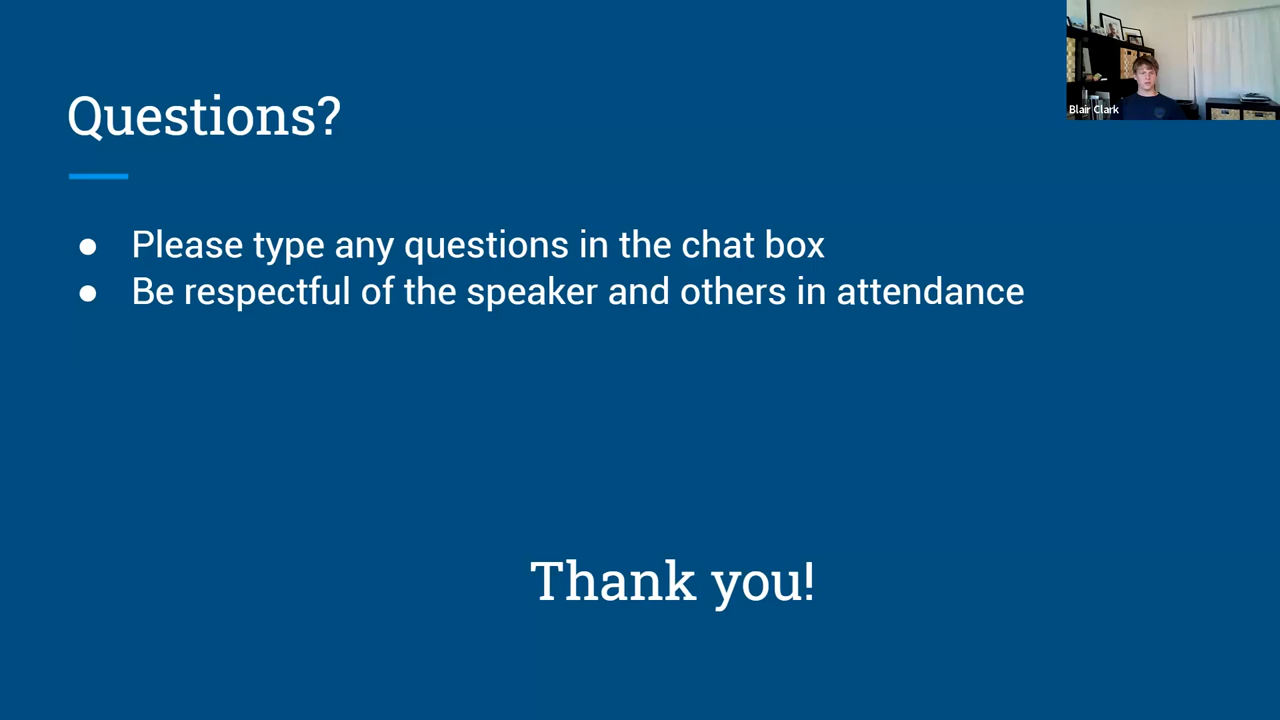 Questions?
● Please type any questions in the chat box
● Be respectful of the speaker and others in attendance
Thank you!
Blair Clark